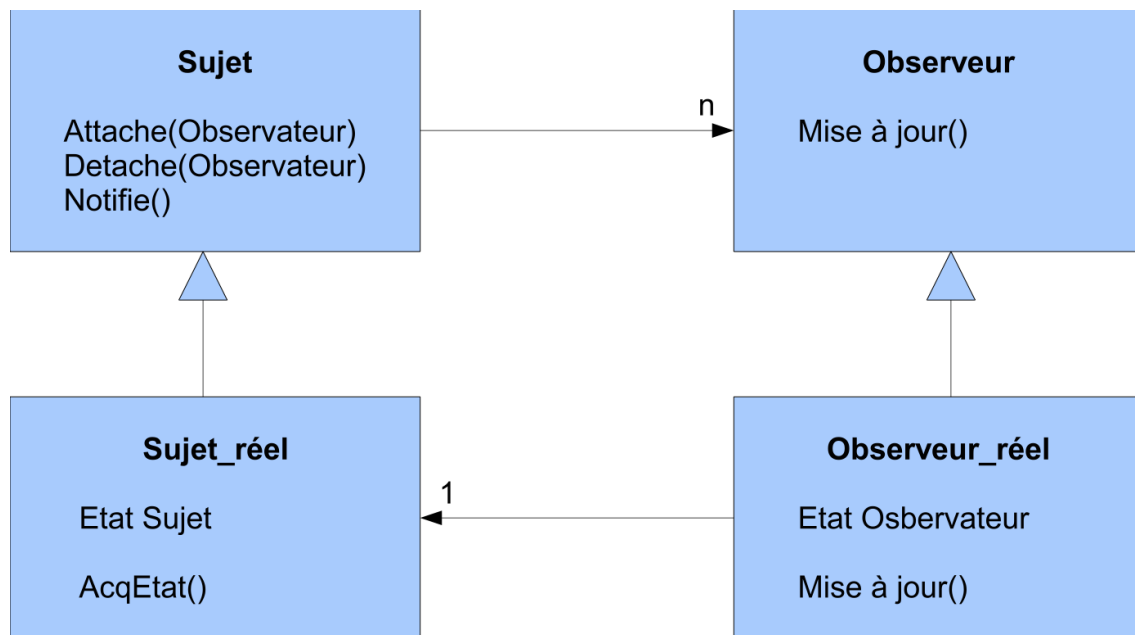 Sujet
Attache(Observateur)
Detache(Observateur)
Notifie()
n
Observeur
Mise à jour()
Sujet_réel
Etat Sujet
AcqEtat()
1
Observeur_réel
Etat Osbervateur
Mise à jour()